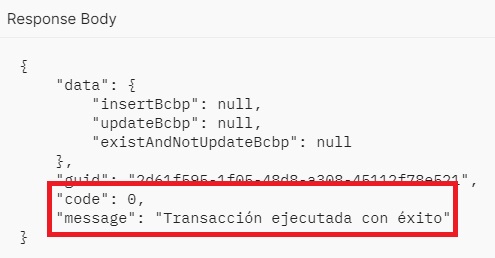 Response Body
{
"data": {
"insertBcbp": null,
"updateBcbp": null,
"existAndNotUpdateBcbp": null
},
"guid": "2d61f595-1f05-48d8-a308-45112f78e521",
"code": 0,
"message": "Transacción ejecutada con éxito"
}